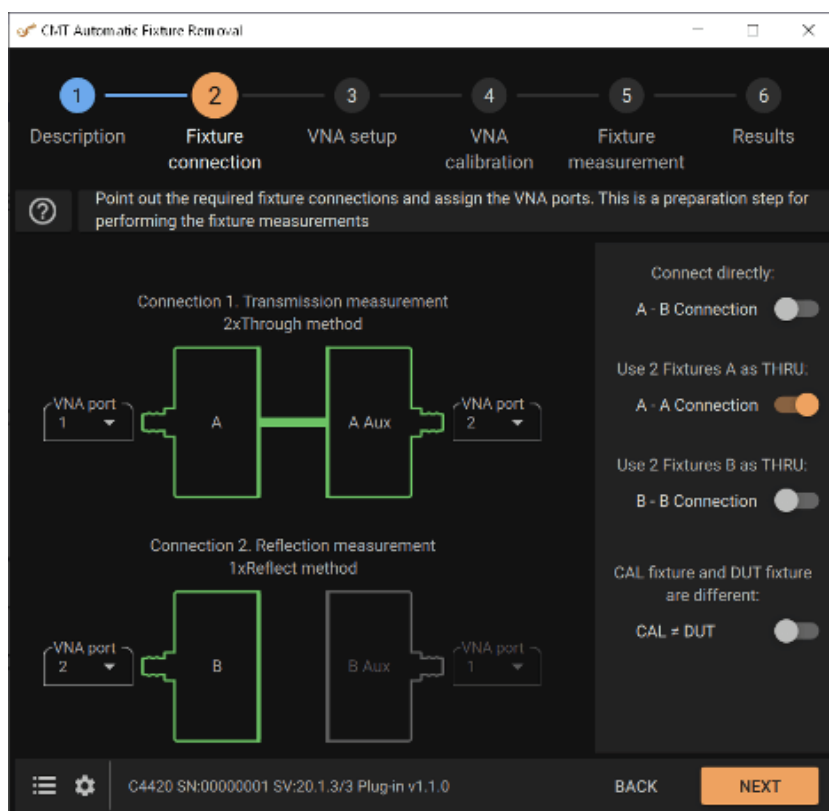 CMT Automatic Fixture Removal
1
2
3
4
5
6
Description
Fixture
connection
VNA setup
VNA
calibration
Fixture
measurement
Results
Point out the required fixture connections and assign the VNA ports. This is a preparation step for
performing the fixture measurements
Connection 1. Transmission measurement
2xThrough method
VNA port
1
A
A Aux
VNA port
2
Connection 2. Reflection measurement
1xReflect method
VNA port
2
B
B Aux
VNA port
1
Connect directly:
A - B Connection
Use 2 Fixtures A as THRU:
A - A Connection
Use 2 Fixtures B as THRU:
B - B Connection
CAL fixture and DUT fixture
are different:
CAL ≠ DUT
C4420 SN:00000001 SV:20.1.3/3 Plug-in v1.1.0
BACK
NEXT